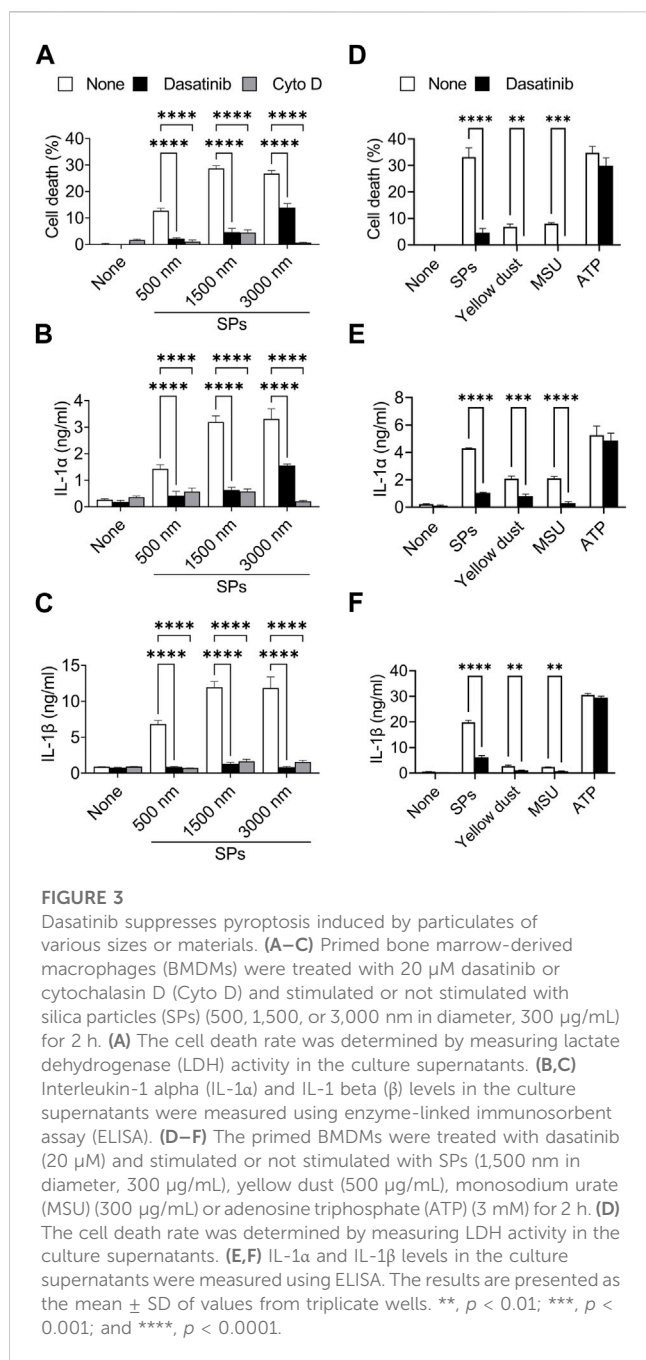 A
None Dasatinib Cyto D
**** **** ****
**** **** ****
Cell death (%)
40
30
20
10
0
None
500 nm
1500 nm
3000 nm
SPs
B
**** **** ****
**** **** ****
IL-1α (ng/ml)
4
3
2
1
0
None
500 nm
1500 nm
3000 nm
SPs
C
**** **** ****
**** **** ****
IL-1β (ng/ml)
15
10
5
0
None
500 nm
1500 nm
3000 nm
SPs
D
None Dasatinib
**** ** ***
Cell death (%)
40
30
20
10
0
None
SPs
Yellow dust
MSU
ATP
E
**** *** ****
IL-1α (ng/ml)
8
6
4
2
0
None
SPs
Yellow dust
MSU
ATP
F
**** ** **
IL-1β (ng/ml)
40
30
20
10
0
None
SPs
Yellow dust
MSU
ATP
FIGURE 3
Dasatinib suppresses pyroptosis induced by particulates of
various sizes or materials. (A–C) Primed bone marrow-derived
macrophages (BMDMs) were treated with 20 µM dasatinib or
cytochalasin D (Cyto D) and stimulated or not stimulated with
silica particles (SPs) (500, 1,500, or 3,000 nm in diameter, 300 µg/mL)
for 2 h. (A) The cell death rate was determined by measuring lactate
dehydrogenase (LDH) activity in the culture supernatants. (B,C)
Interleukin-1 alpha (IL-1α) and IL-1 beta (β) levels in the culture
supernatants were measured using enzyme-linked immunosorbent
assay (ELISA). (D–F) The primed BMDMs were treated with dasatinib
(20 µM) and stimulated or not stimulated with SPs (1,500 nm in
diameter, 300 µg/mL), yellow dust (500 µg/mL), monosodium urate
(MSU) (300 µg/mL) or adenosine triphosphate (ATP) (3 mM) for 2 h. (D)
The cell death rate was determined by measuring LDH activity in the
culture supernatants. (E,F) IL-1α and IL-1β levels in the culture
supernatants were measured using ELISA. The results are presented as
the mean ± SD of values from triplicate wells. **, p < 0.01; ***, p <
0.001; and ****, p < 0.0001.